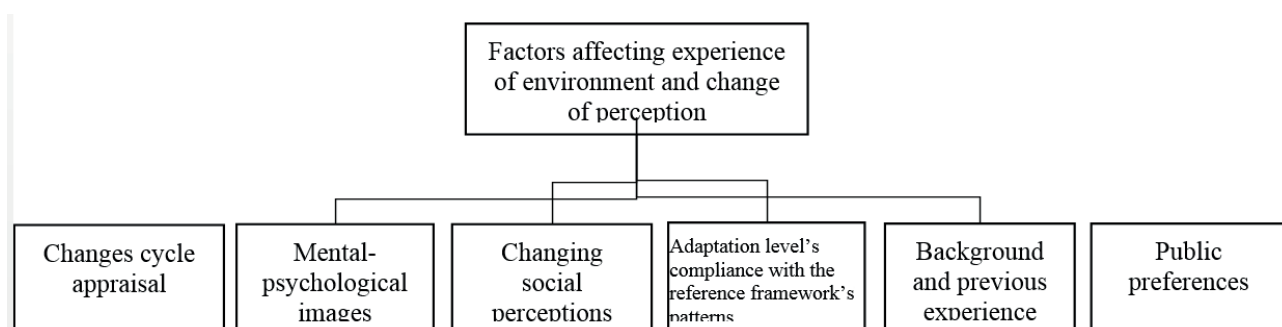 Factors affecting experience
of environment and change
of perception
Changes cycle
appraisal
Mental-
psychological
images
Changing
social
perceptions
Adaptation level’s
compliance with the
reference framework’s
patterns
Background
and previous
experience
Public
preferences